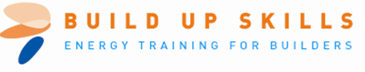 BUILD UP SKILLS
ENERGY TRAINING FOR BUILDERS